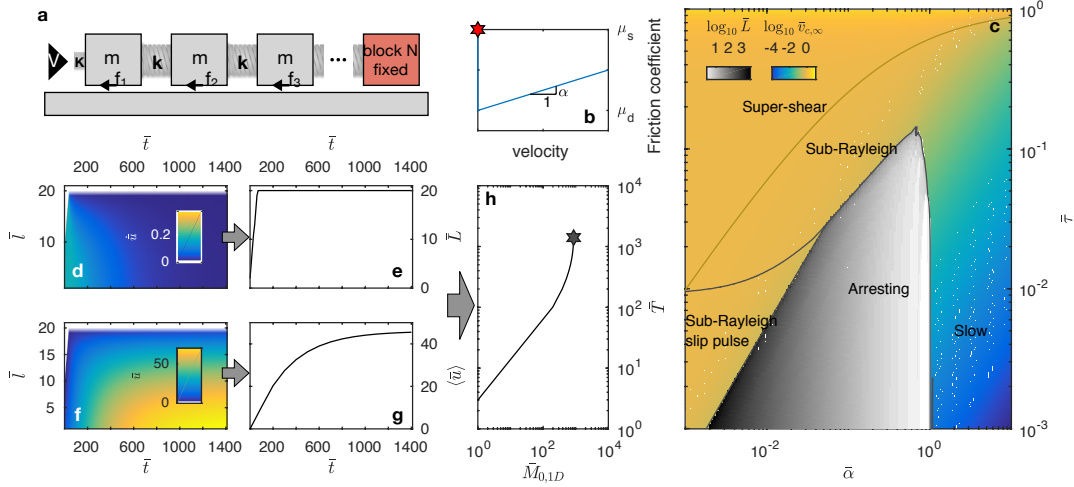 a
V
K
m
f1
k
m
f2
k
m
f3
...
block N
fixed
μs
μd
α
1
b
velocity
Friction coefficient
log10 L̄ log10 v̄c,∞
1 2 3 -4 -2 0
c
Super-shear
Sub-Rayleigh
Arresting
Sub-Rayleigh
slip pulse
Slow
10^0
10^-1
10^-2
10^-3
τ̄
10^-2 10^-1 10^0 10^1
ᾱ
t̄ t̄
200 600 1000 1400 200 600 1000 1400
20
10
l̄
d
0.2
0
u̇̄
e
20
10
0
L̄
20
15
10
5
l̄
f
50
0
ū
g
40
20
0
⟨ū⟩
200 600 1000 1400 200 600 1000 1400
t̄ t̄
h
10^4
10^3
10^2
10^1
10^0
T̄
10^0 10^2 10^4
M̄0,1D